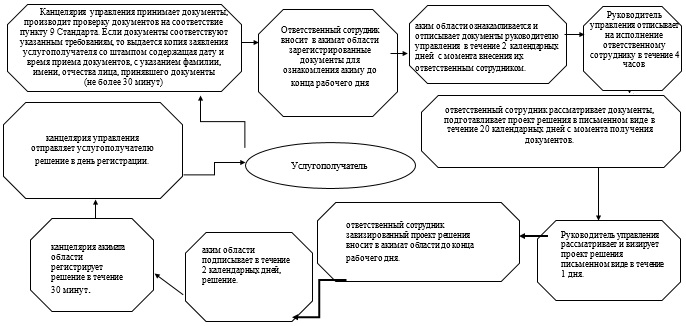 Канцелярия управления принимает документы,
производит проверку документов на соответствие
пункту 9 Стандарта. Если документы соответствуют
указанным требованиям, то выдается копия заявления
услугополучателя со штампом содержащая дату и
время приема документов, с указанием фамилии,
имени, отчества лица, принявшего документы
(не более 30 минут)
Ответственный сотрудник
вносит в акимат области
зарегистрированные
документы для
ознакомления акиму до
конца рабочего дня
аким области ознакамливается и
отписывает документы руководителю
управления в течение 2 календарных
дней с момента внесения их
ответственным сотрудником.
Руководитель
управления отписывает
на исполнение
ответственному
сотруднику в течение 4
часов
ответственный сотрудник рассматривает документы,
подготавливает проект решения в письменном виде в
течение 20 календарных дней с момента получения
документов.
канцелярия управления
отправляет услугополучателю
решение в день регистрации.
Услугополучатель
канцелярия акимата
области
регистрирует
решение в течение
30 минут.
аким области
подписывает в течение
2 календарных дней,
решение.
ответственный сотрудник
завизированный проект решения
вносит в акимат области до конца
рабочего дня.
Руководитель управления
рассматривает и визирует
проект решения
письменном виде в течение
1 дня.